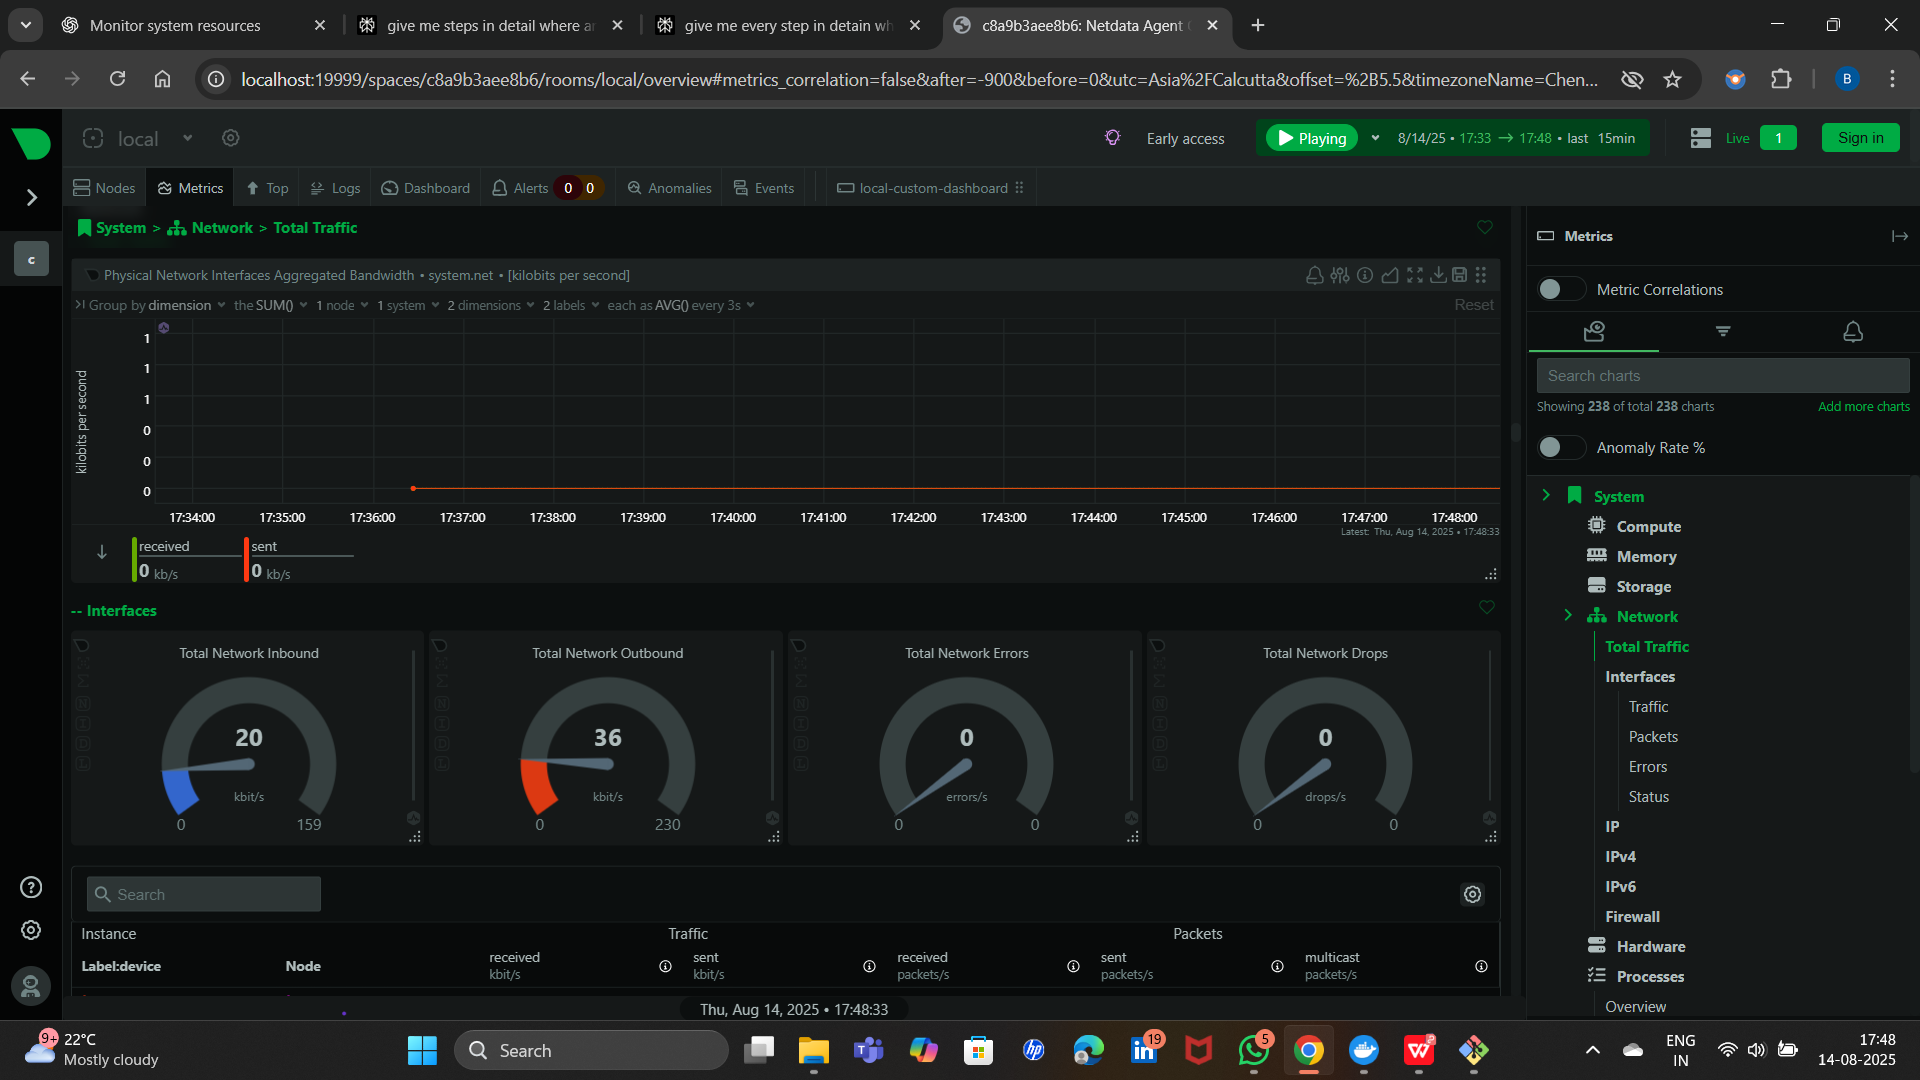 Monitor system resources
give me steps in detail where ar
give me every step in detain wh
c8a9b3aee8b6: Netdata Agent
localhost:19999/spaces/c8a9b3aee8b6/rooms/local/overview#metrics_correlation=false&after=-900&before=0&utc=Asia%2FCalcutta&offset=%2B5.5&timezoneName=Chen...
B
local
Early access
Playing
8/14/25 • 17:33 → 17:48 • last 15min
Live
1
Sign in
Nodes
Metrics
Top
Logs
Dashboard
Alerts 0 0
Anomalies
Events
local-custom-dashboard
c
System > Network > Total Traffic
Physical Network Interfaces Aggregated Bandwidth • system.net • [kilobits per second]
Group by dimension the SUM() 1 node 1 system 2 dimensions 2 labels each as AVG() every 3s
Reset
kilobits per second
1
1
1
0
0
0
17:34:00 17:35:00 17:36:00 17:37:00 17:38:00 17:39:00 17:40:00 17:41:00 17:42:00 17:43:00 17:44:00 17:45:00 17:46:00 17:47:00 17:48:00
Latest: Thu, Aug 14, 2025 • 17:48:33
received
0 kb/s
sent
0 kb/s
-- Interfaces
Total Network Inbound
20
kbit/s
0 159
Total Network Outbound
36
kbit/s
0 230
Total Network Errors
0
errors/s
0 0
Total Network Drops
0
drops/s
0 0
N
I
D
L
N
I
D
L
N
I
D
L
N
I
D
L
Search
Instance Traffic Packets
Label:device Node
received
kbit/s
sent
kbit/s
received
packets/s
sent
packets/s
multicast
packets/s
Thu, Aug 14, 2025 • 17:48:33
Metrics
Metric Correlations
Search charts
Showing 238 of total 238 charts
Add more charts
Anomaly Rate %
System
Compute
Memory
Storage
Network
Total Traffic
Interfaces
Traffic
Packets
Errors
Status
IP
IPv4
IPv6
Firewall
Hardware
Processes
Overview
9+
22°C
Mostly cloudy
Search
T
hp
in
19
5
W
ENG
IN
17:48
14-08-2025